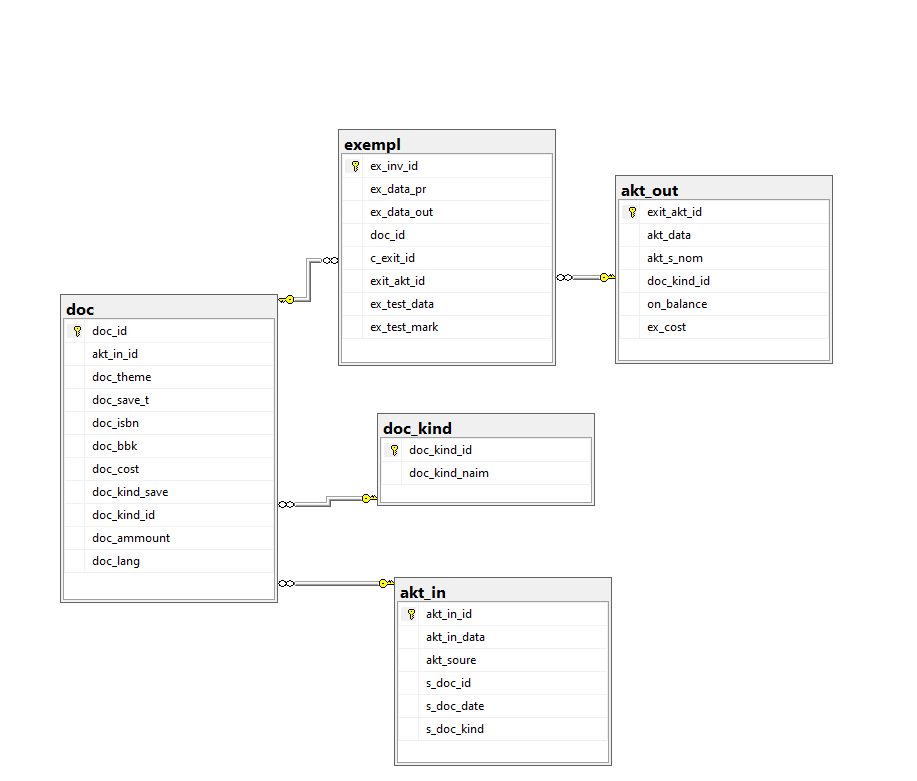 exempl
ex_inv_id
ex_data_pr
ex_data_out
doc_id
c_exit_id
exit_akt_id
ex_test_data
ex_test_mark
akt_out
exit_akt_id
akt_data
akt_s_nom
doc_kind_id
on_balance
ex_cost
doc
doc_id
akt_in_id
doc_theme
doc_save_t
doc_isbn
doc_bbk
doc_cost
doc_kind_save
doc_kind_id
doc_ammount
doc_lang
doc_kind
doc_kind_id
doc_kind_naim
akt_in
akt_in_id
akt_in_data
akt_soure
s_doc_id
s_doc_date
s_doc_kind